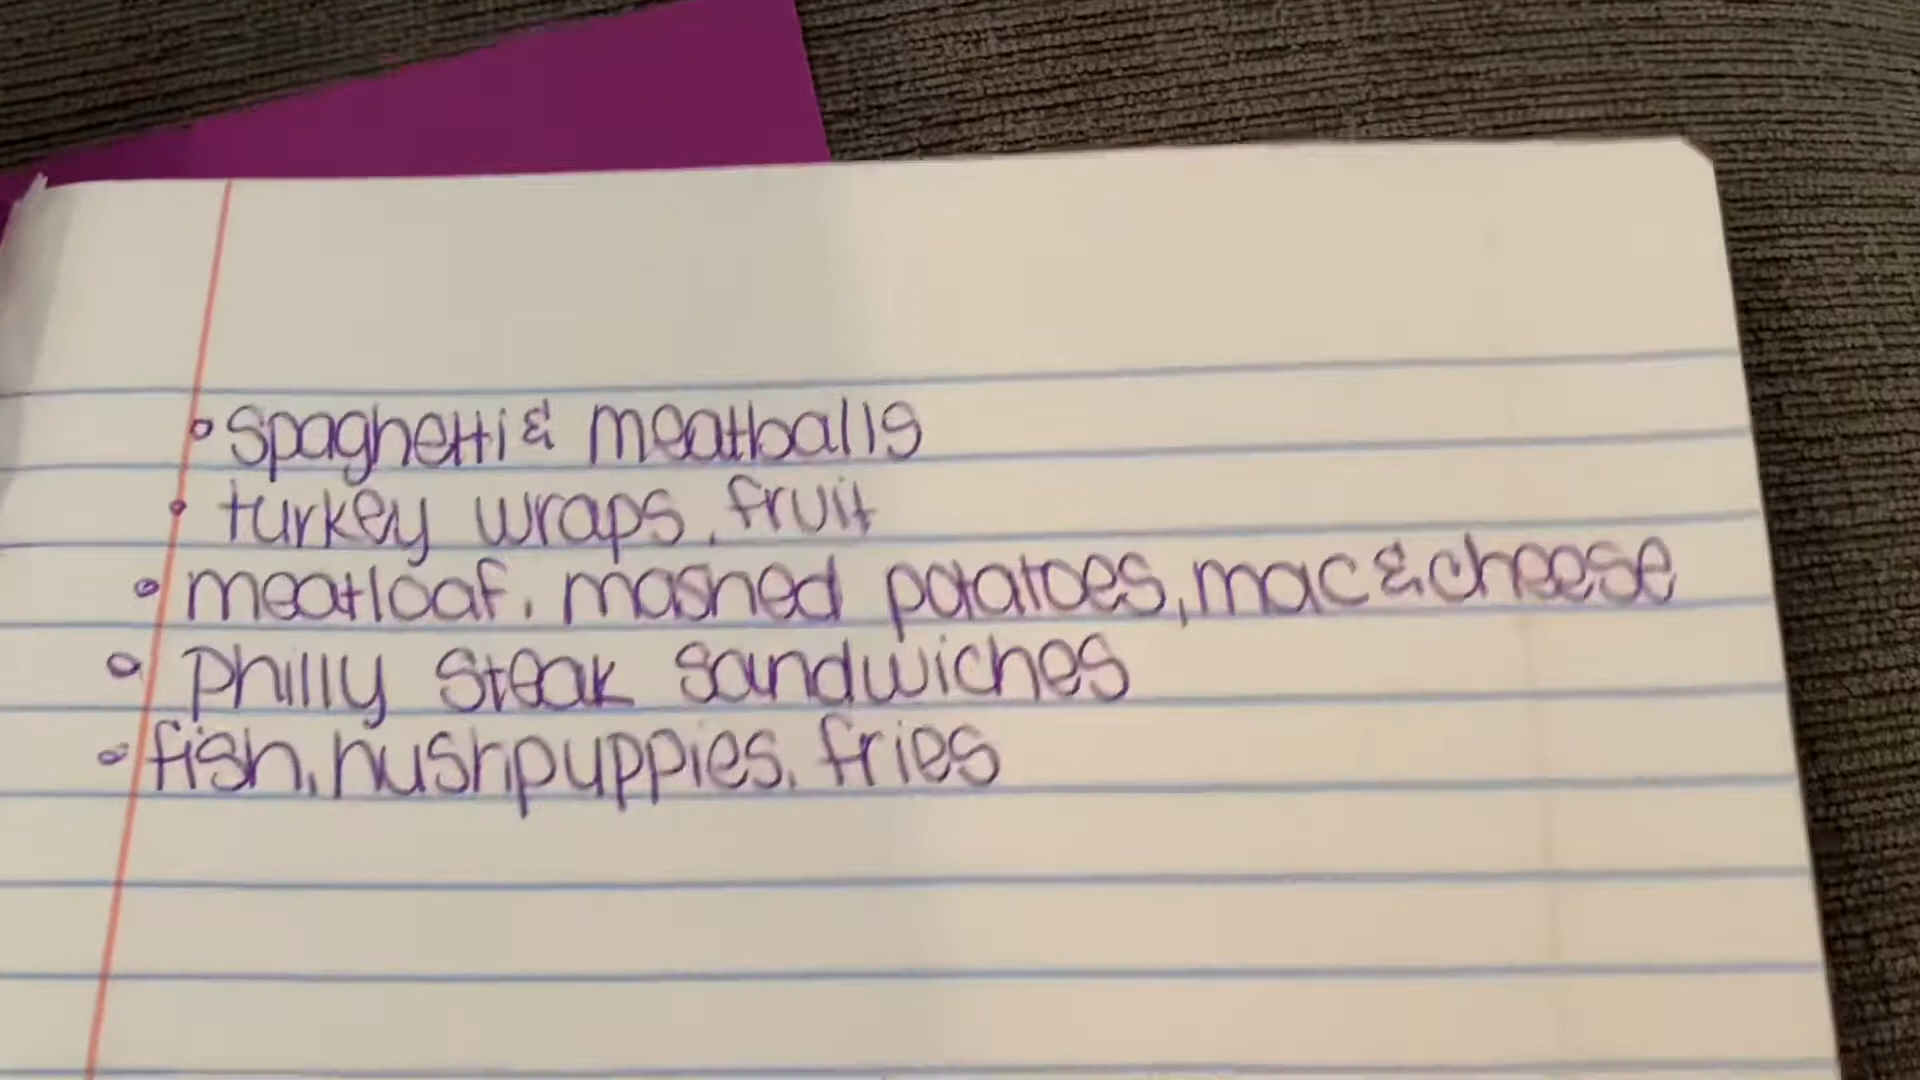 • Spaghetti & meatballs
• turkey wraps, fruit
• meatloaf, mashed potatoes, mac & cheese
• Philly Steak Sandwiches
• fish, hushpuppies, fries